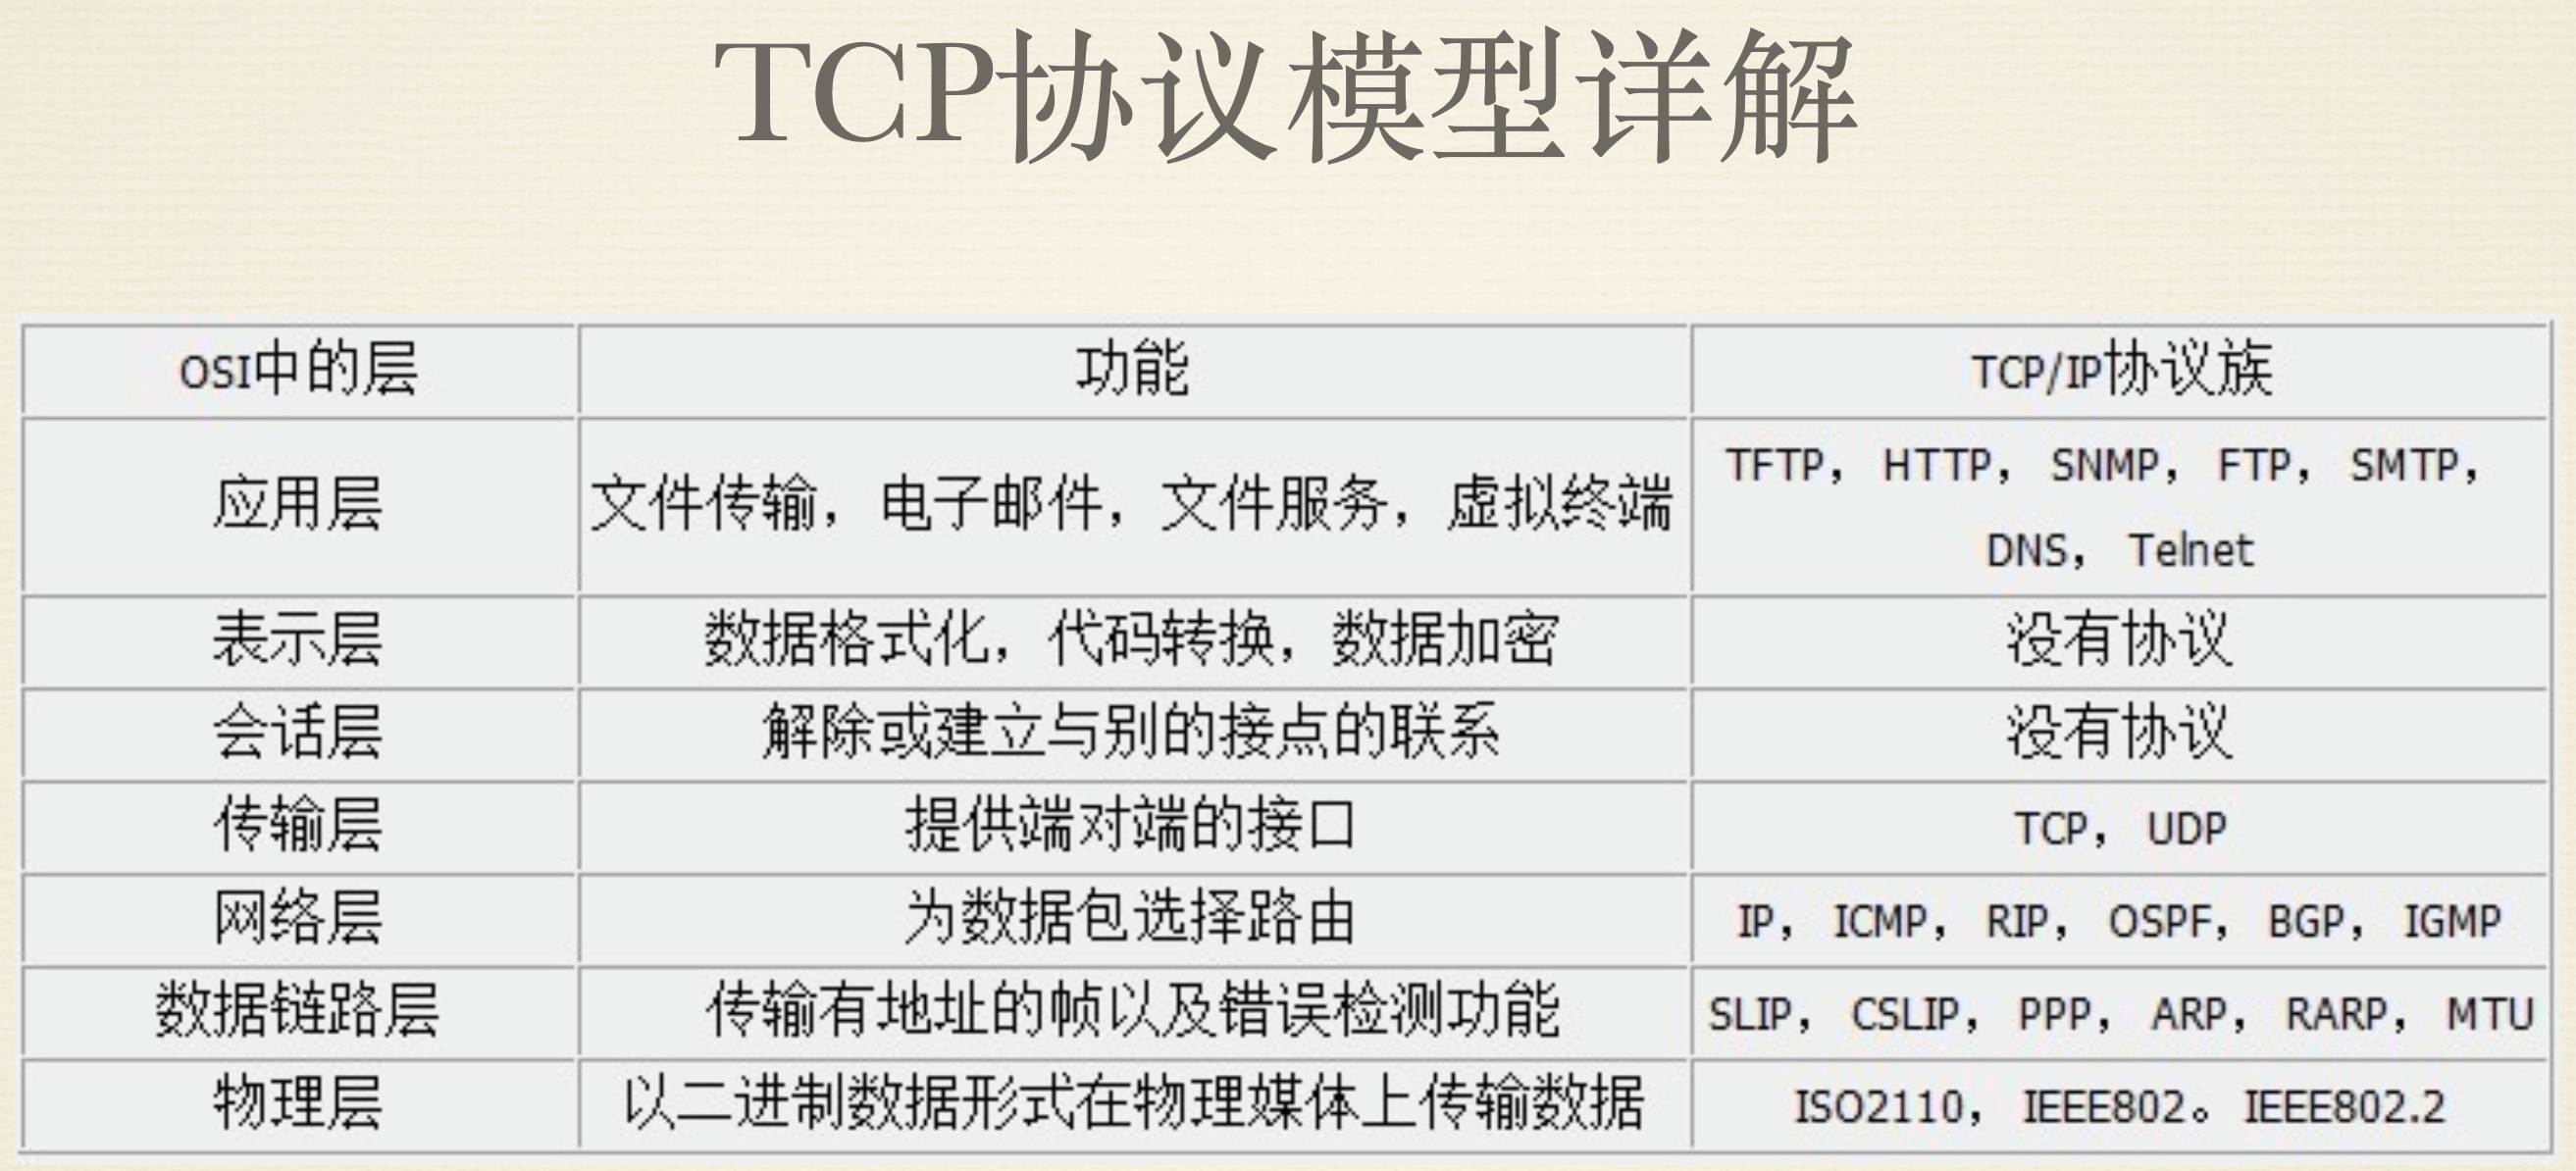 TCP协议模型详解
OSI中的层 功能 TCP/IP协议族
应用层 文件传输，电子邮件，文件服务，虚拟终端 TFTP，HTTP，SNMP，FTP，SMTP，
DNS，Telnet
表示层 数据格式化，代码转换，数据加密 没有协议
会话层 解除或建立与别的接点的联系 没有协议
传输层 提供端对端的接口 TCP，UDP
网络层 为数据包选择路由 IP，ICMP，RIP，OSPF，BGP，IGMP
数据链路层 传输有地址的帧以及错误检测功能 SLIP，CSLIP，PPP，ARP，RARP，MTU
物理层 以二进制数据形式在物理媒体上传输数据 ISO2110，IEEE802。IEEE802.2